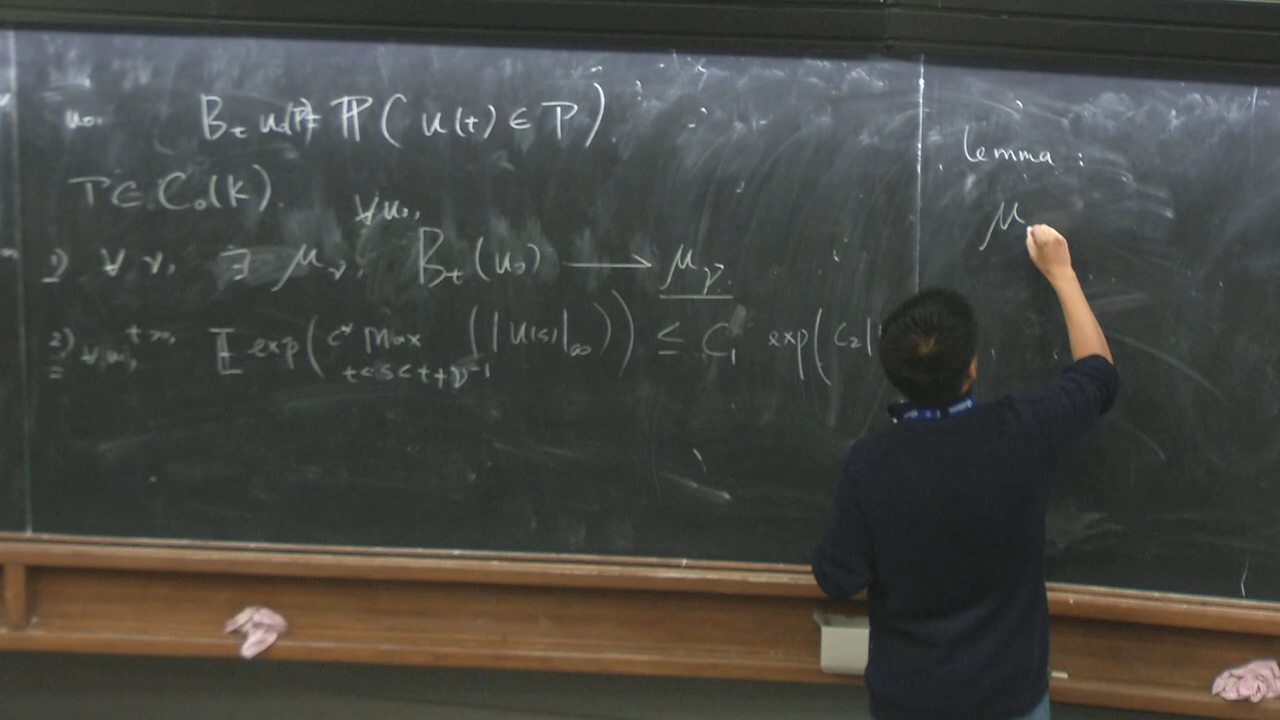 u₀. B_t u₀(Γ) = ℙ(u(t) ∈ Γ)
Γ ∈ C₀(K).
∀u₀,
1) ∀ν, ∃ μ_ν, B_t(u₀) ⟶ μ_ν.
2) ∀u₀, t>0, 𝔼 exp(c' Max_{t<s<t+ν^{-1}} (|u(s)|_∞)) ≤ C₁ exp(C₂|
Lemma :
μ